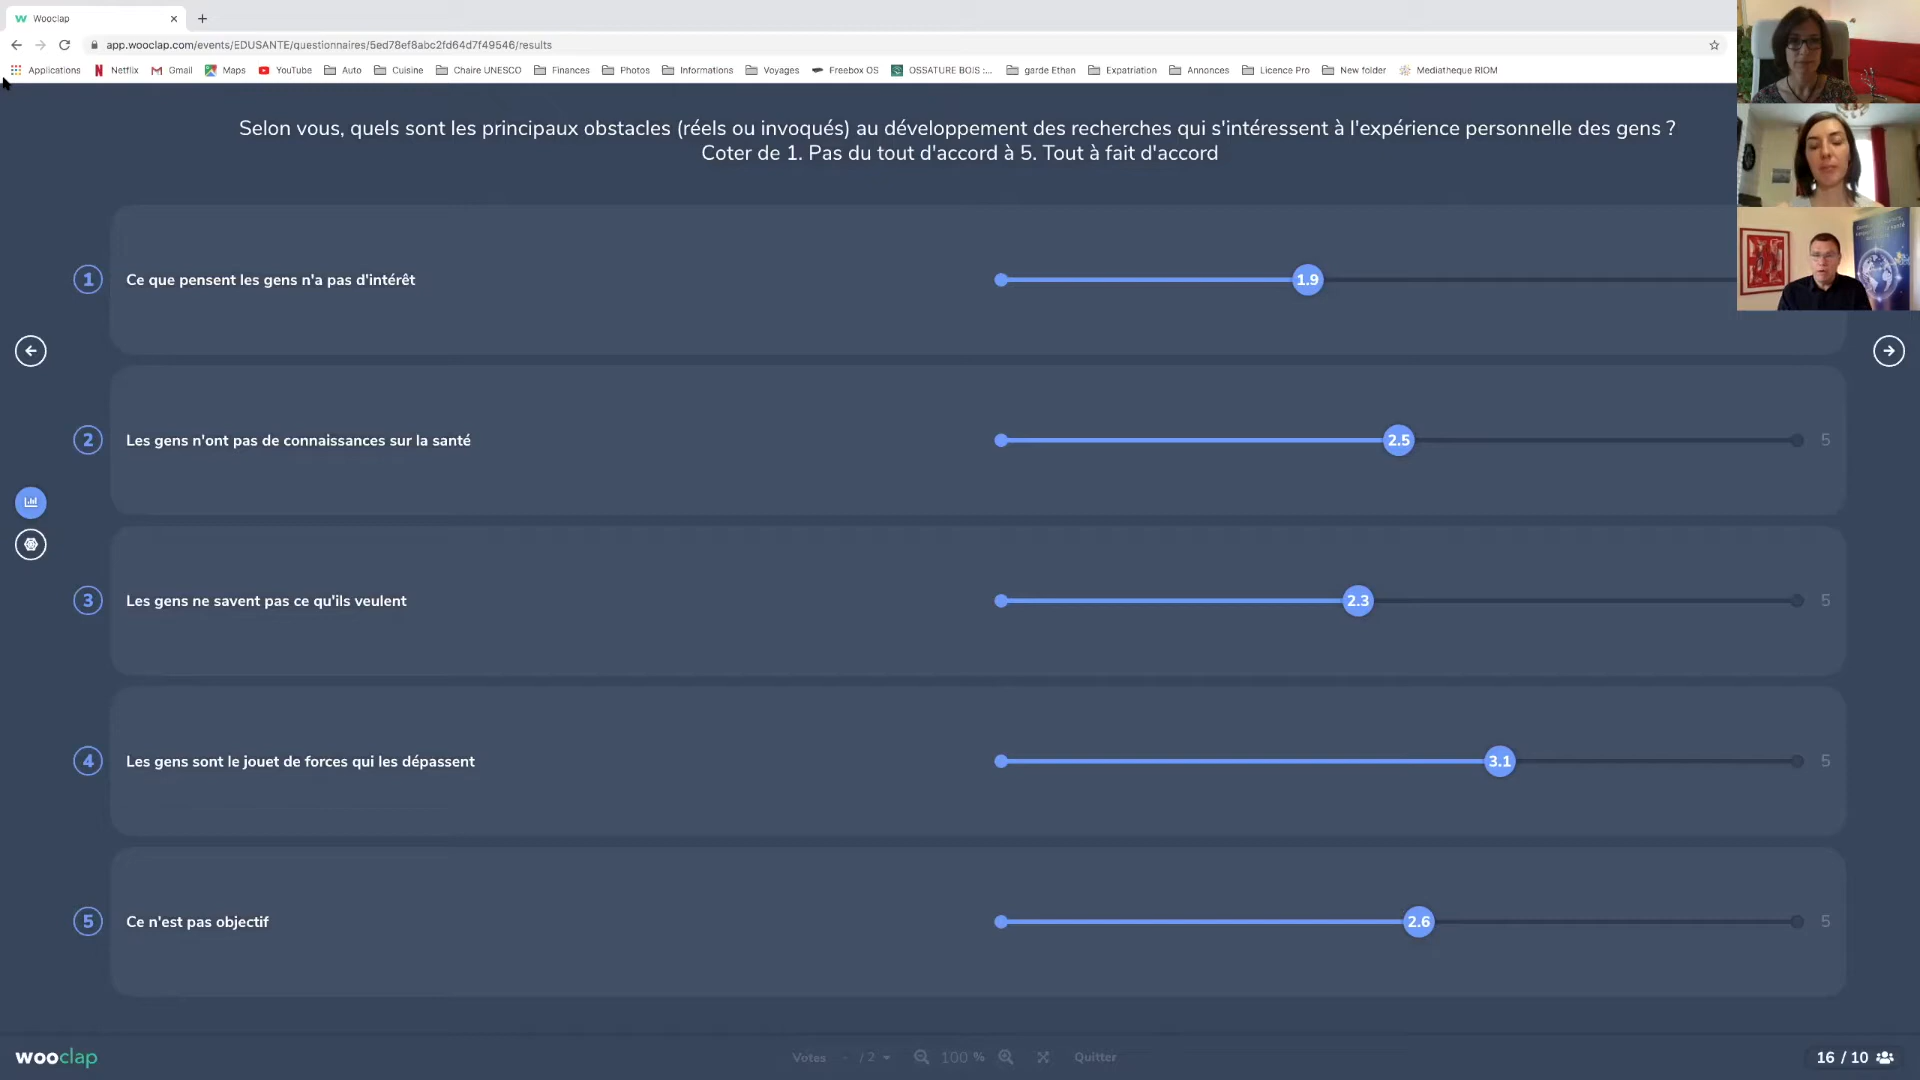 Wooclap
app.wooclap.com/events/EDUSANTE/questionnaires/5ed78ef8abc2fd64d7f49546/results
Applications Netflix Gmail Maps YouTube Auto Cuisine Chaire UNESCO Finances Photos Informations Voyages Freebox OS OSSATURE BOIS :... garde Ethan Expatriation Annonces Licence Pro New folder Mediatheque RIOM
Selon vous, quels sont les principaux obstacles (réels ou invoqués) au développement des recherches qui s'intéressent à l'expérience personnelle des gens ?
Coter de 1. Pas du tout d'accord à 5. Tout à fait d'accord
1 Ce que pensent les gens n'a pas d'intérêt 1.9
2 Les gens n'ont pas de connaissances sur la santé 2.5 5
3 Les gens ne savent pas ce qu'ils veulent 2.3 5
4 Les gens sont le jouet de forces qui les dépassent 3.1 5
5 Ce n'est pas objectif 2.6 5
wooclap Votes - / 2 100 % Quitter 16 / 10